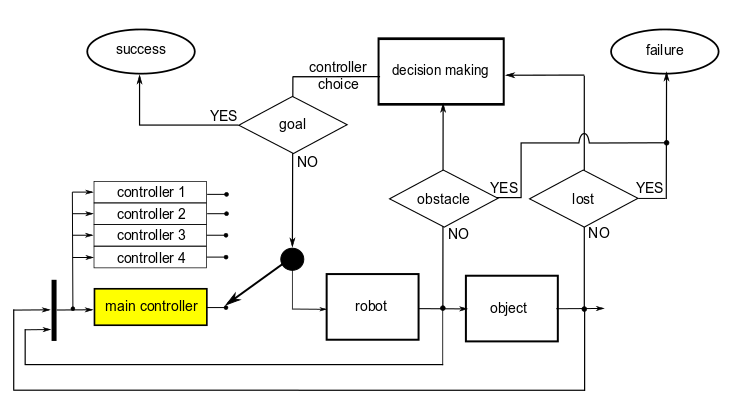 success
failure
controller
choice
decision making
YES
goal
NO
controller 1
controller 2
controller 3
controller 4
obstacle
YES
NO
lost
YES
NO
main controller
robot
object